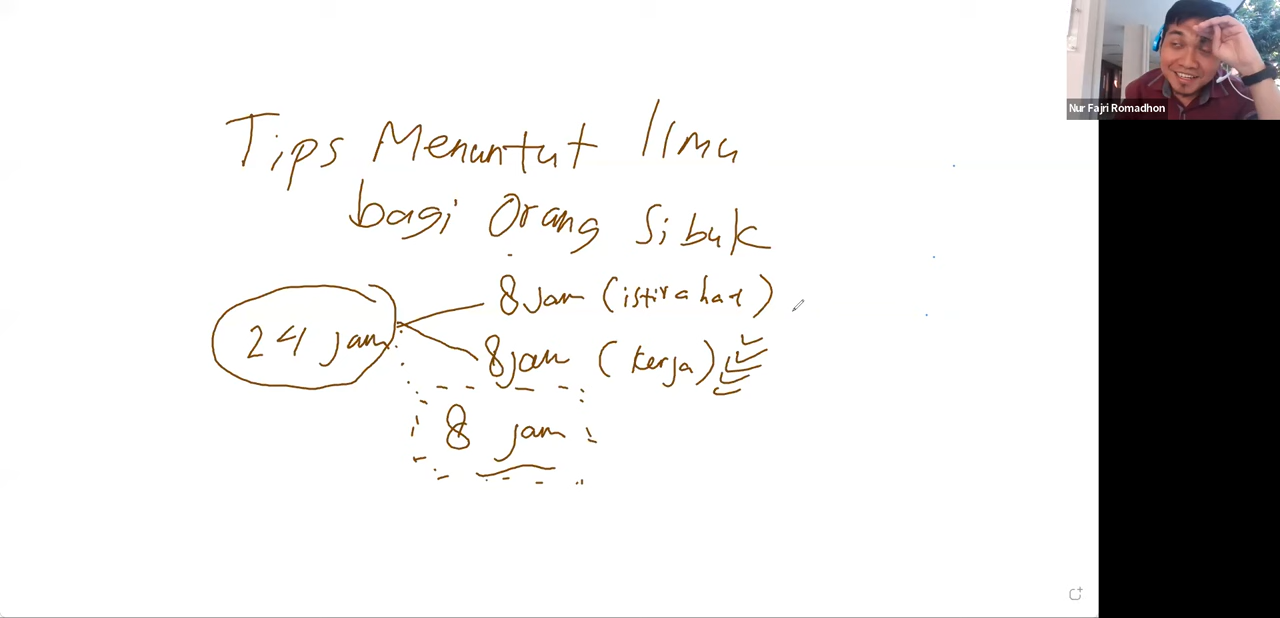 Nur Fajri Romadhon
Tips Menuntut Ilmu
bagi Orang Sibuk
24 jam
8 jam (istirahat)
8 jam (kerja)
8 jam